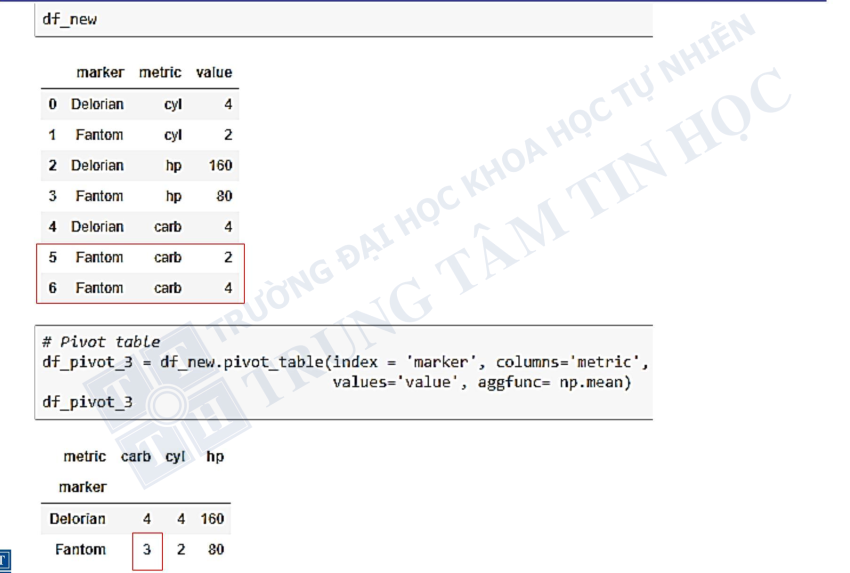 df_new
marker metric value
0 Delorian cyl 4
1 Fantom cyl 2
2 Delorian hp 160
3 Fantom hp 80
4 Delorian carb 4
5 Fantom carb 2
6 Fantom carb 4
TRƯỜNG ĐẠI HỌC KHOA HỌC TỰ NHIÊN
TRUNG TÂM TIN HỌC
# Pivot table
df_pivot_3 = df_new.pivot_table(index = 'marker', columns='metric',
values='value', aggfunc= np.mean)
df_pivot_3
T T
T H
metric carb cyl hp
marker
Delorian 4 4 160
Fantom 3 2 80
T